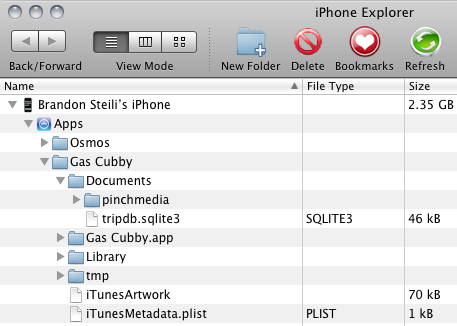 iPhone Explorer
Back/Forward View Mode New Folder Delete Bookmarks Refresh
Name File Type Size
Brandon Steili's iPhone 2.35 GB
Apps
Osmos
Gas Cubby
Documents
pinchmedia
tripdb.sqlite3 SQLITE3 46 kB
Gas Cubby.app
Library
tmp
iTunesArtwork 70 kB
iTunesMetadata.plist PLIST 1 kB